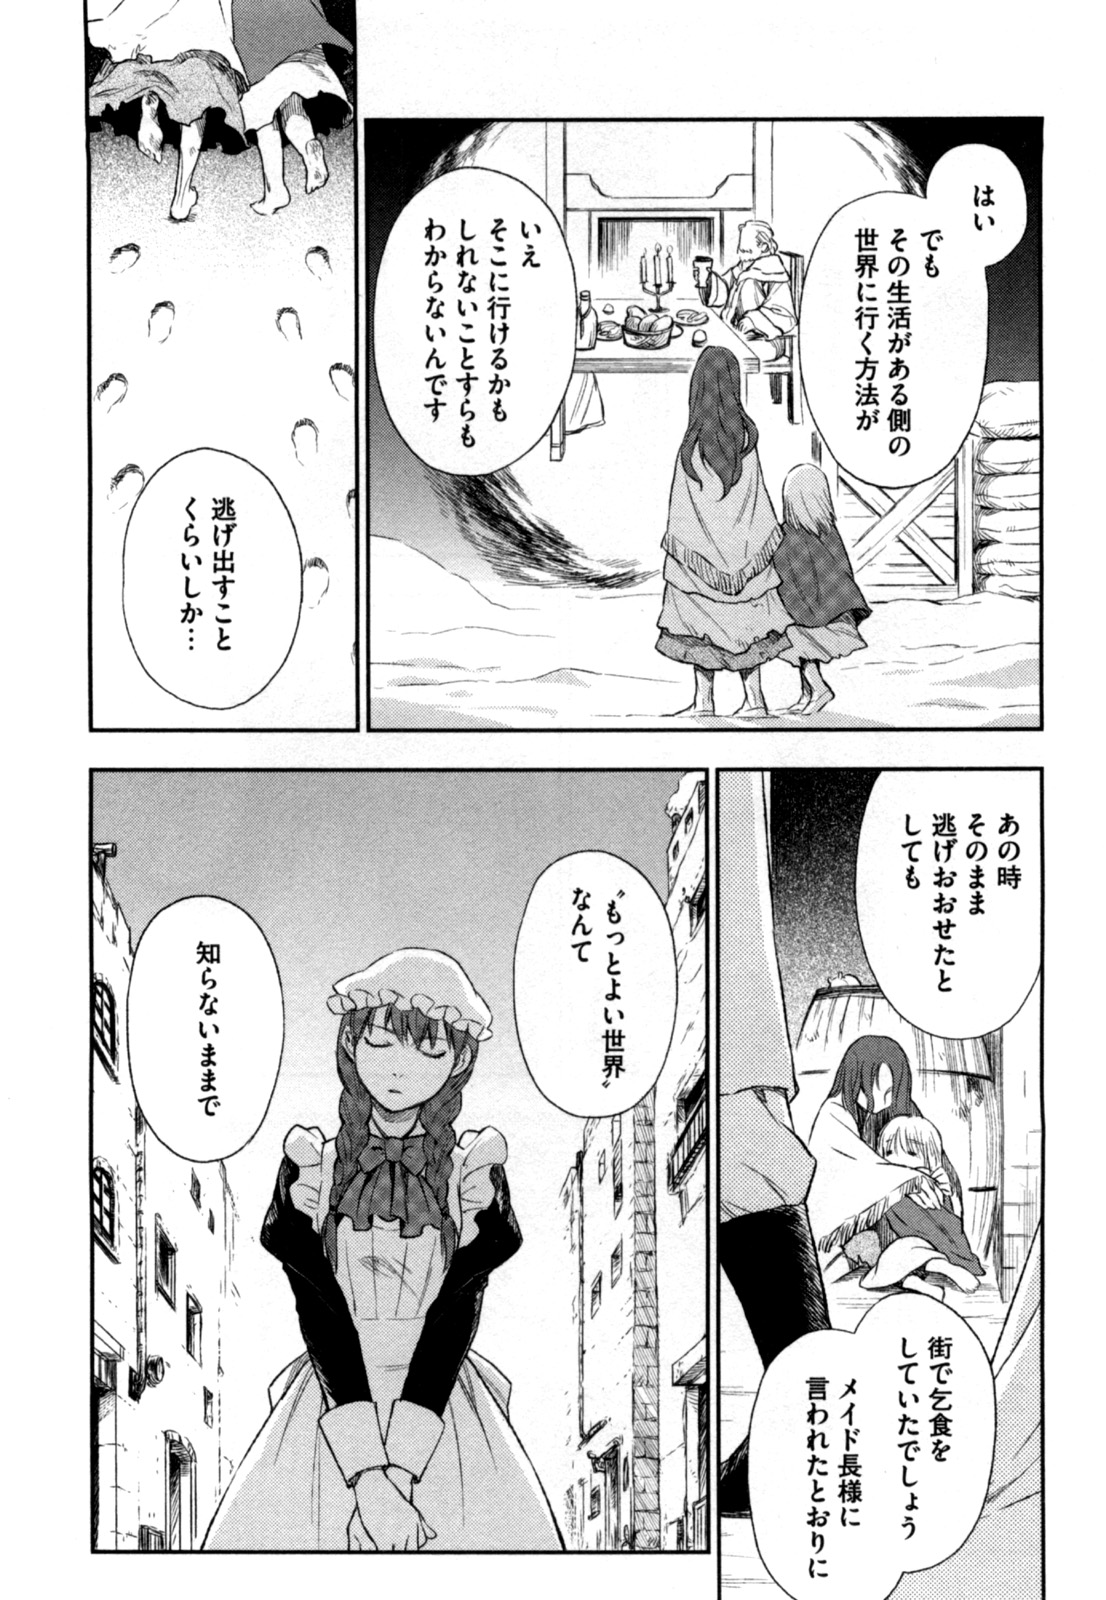 はい
でも
その生活がある側の
世界に行く方法が
いえ
そこに行けるかも
しれないことすらも
わからないんです
逃げ出すこと
くらいしか…
あの時
そのまま
逃げおおせたと
しても
街で乞食を
していたでしょう
メイド長様に
言われたとおりに
〝もっとよい世界〟
なんて
知らないままで